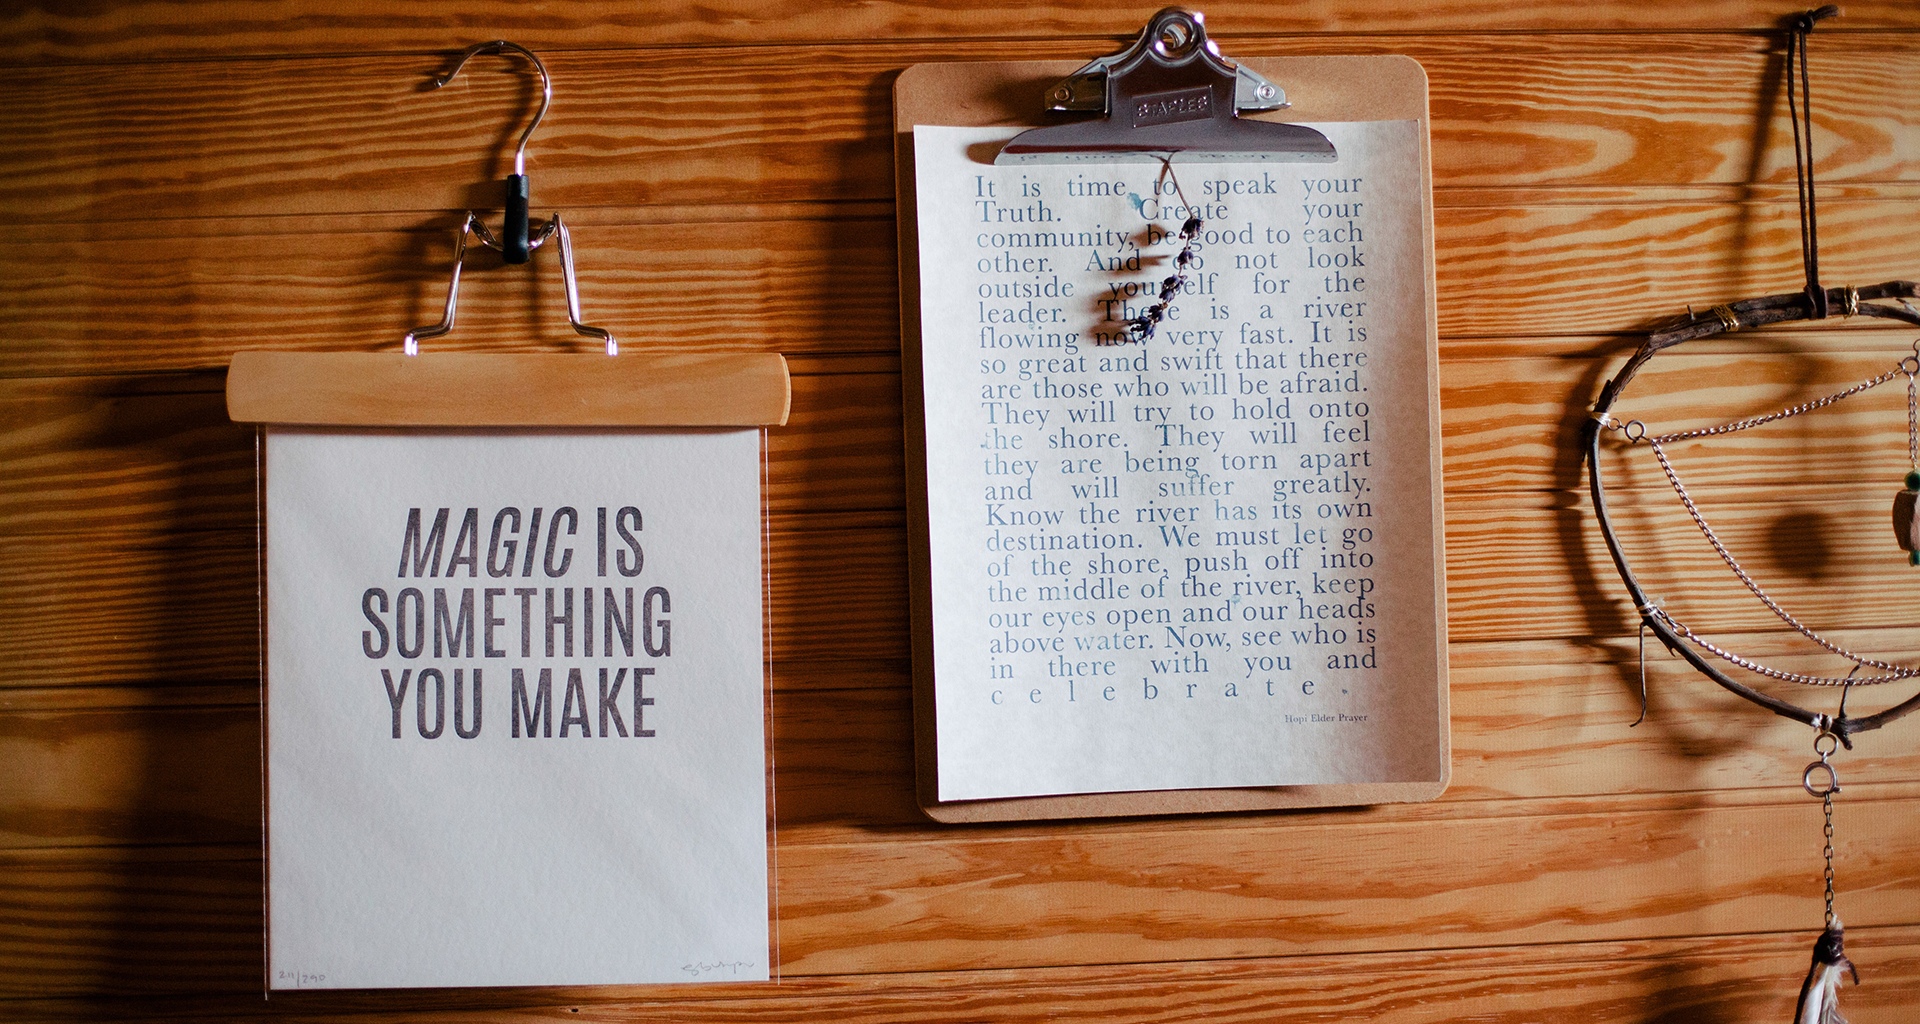 MAGIC IS
SOMETHING
YOU MAKE
211/290
STAPLES
It is time to speak your
Truth. Create your
community, be good to each
other. And do not look
outside yourself for the
leader. There is a river
flowing now very fast. It is
so great and swift that there
are those who will be afraid.
They will try to hold onto
the shore. They will feel
they are being torn apart
and will suffer greatly.
Know the river has its own
destination. We must let go
of the shore, push off into
the middle of the river, keep
our eyes open and our heads
above water. Now, see who is
in there with you and
celebrate.
Hopi Elder Prayer